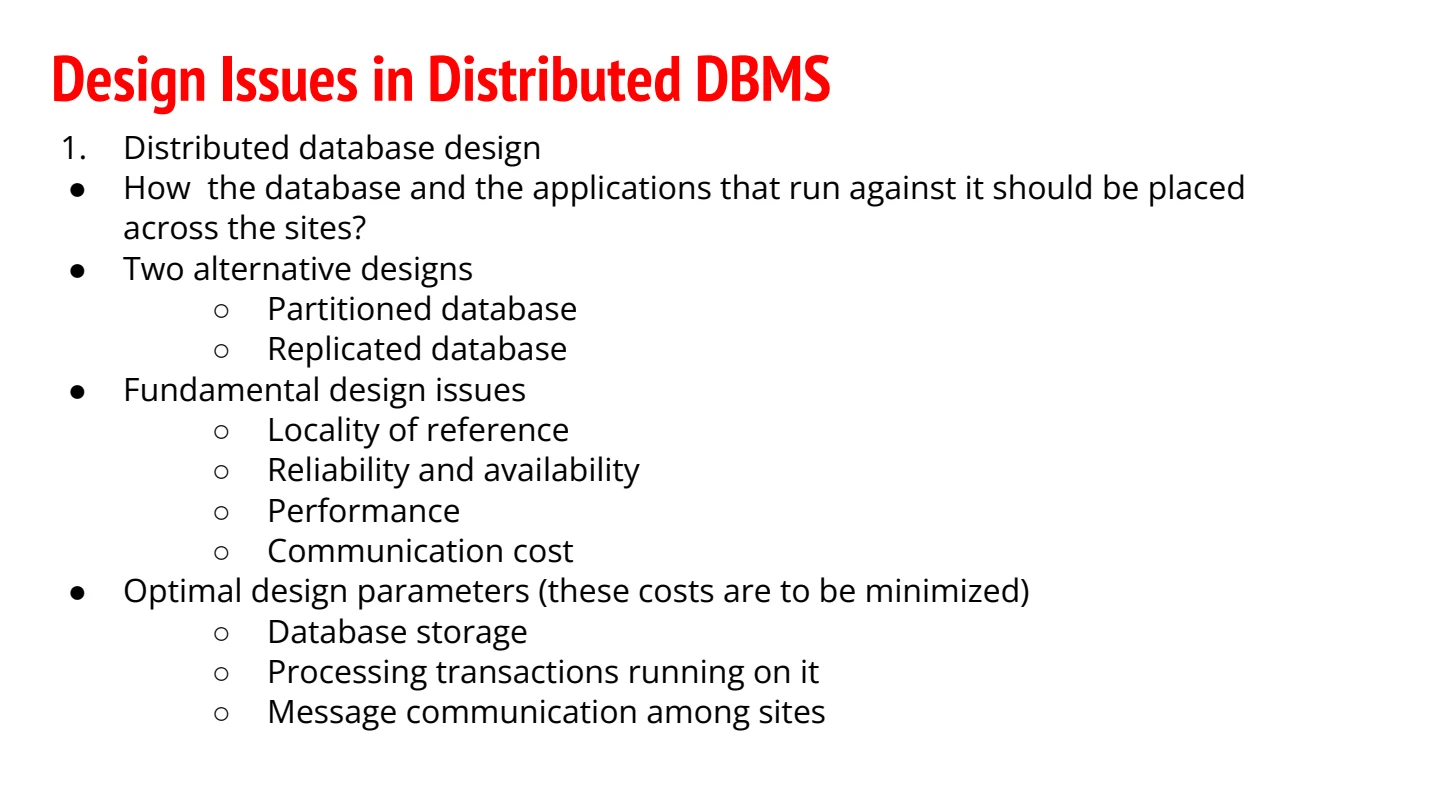 Design Issues in Distributed DBMS
1. Distributed database design
● How  the database and the applications that run against it should be placed
across the sites?
● Two alternative designs
○ Partitioned database
○ Replicated database
● Fundamental design issues
○ Locality of reference
○ Reliability and availability
○ Performance
○ Communication cost
● Optimal design parameters (these costs are to be minimized)
○ Database storage
○ Processing transactions running on it
○ Message communication among sites